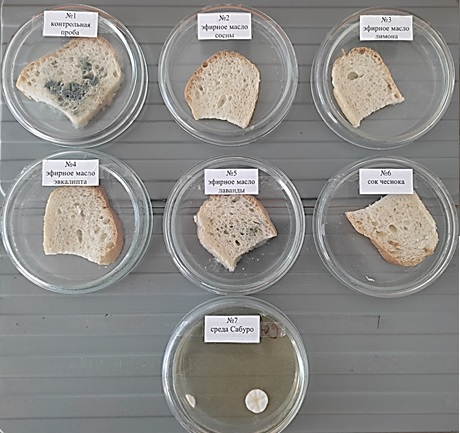 №1
контрольная
проба
№2
эфирное масло
сосны
№3
эфирное масло
лимона
№4
эфирное масло
эвкалипта
№5
эфирное масло
лаванды
№6
сок чеснока
№7
среда Сабуро